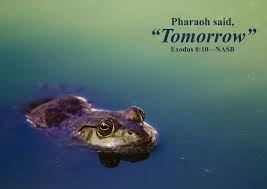 Pharaoh said,
“Tomorrow”
Exodus 8:10—NASB